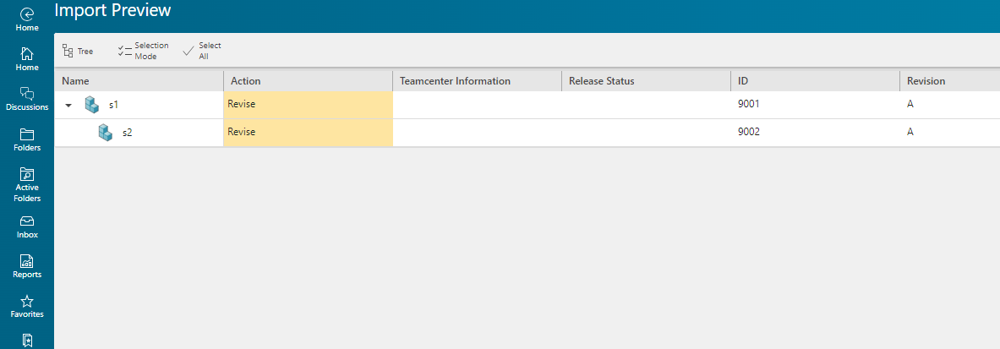 Import Preview
Home
Home
Discussions
Folders
Active
Folders
Inbox
Reports
Favorites
Tree
Selection
Mode
Select
All
Name Action Teamcenter Information Release Status ID Revision
s1 Revise 9001 A
s2 Revise 9002 A